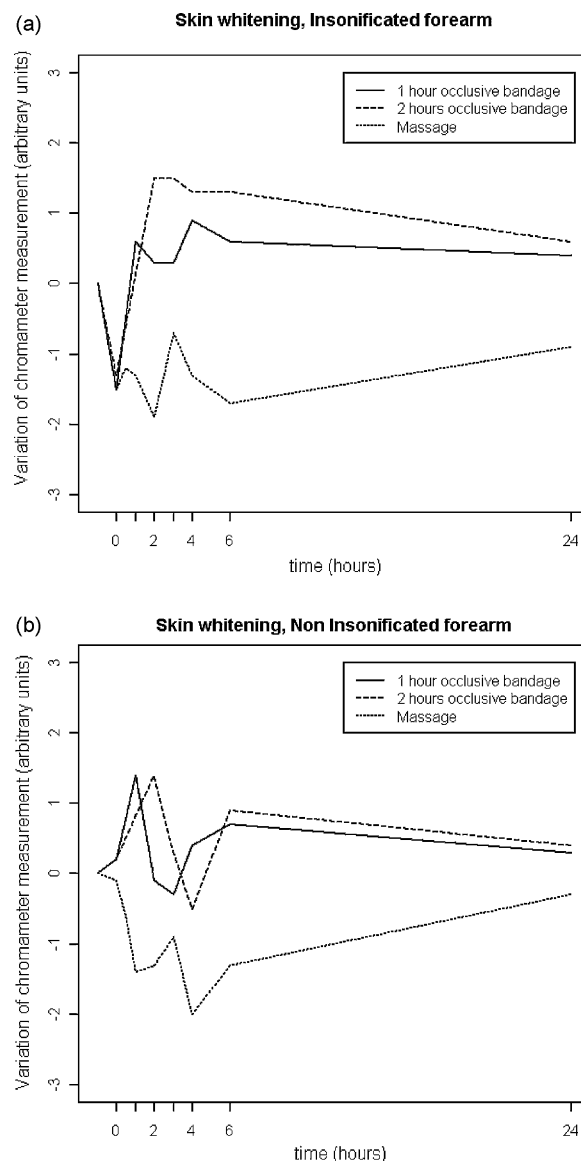 (a)
Skin whitening, Insonificated forearm
Variation of chromameter measurement (arbitrary units)
3
2
1
0
-1
-2
-3
1 hour occlusive bandage
2 hours occlusive bandage
Massage
0 2 4 6 24
time (hours)
(b)
Skin whitening, Non Insonificated forearm
Variation of chromameter measurement (arbitrary units)
3
2
1
0
-1
-2
-3
1 hour occlusive bandage
2 hours occlusive bandage
Massage
0 2 4 6 24
time (hours)